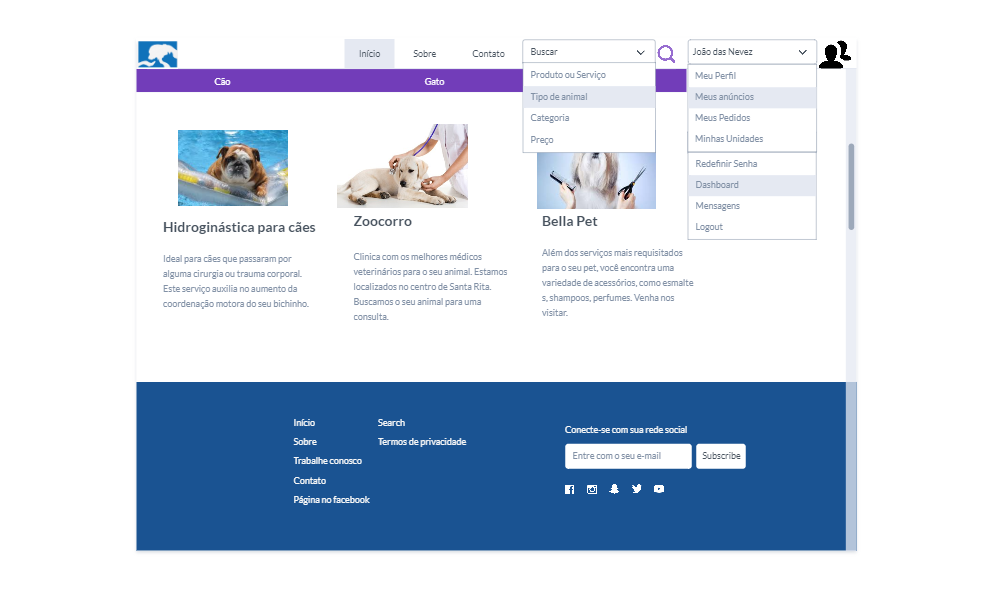 Início
Sobre
Contato
Buscar
João das Nevez
Cão
Gato
Produto ou Serviço
Tipo de animal
Categoria
Preço
Meu Perfil
Meus anúncios
Meus Pedidos
Minhas Unidades
Redefinir Senha
Dashboard
Mensagens
Logout
Hidroginástica para cães
Ideal para cães que passaram por
alguma cirurgia ou trauma corporal.
Este serviço auxilia no aumento da
coordenação motora do seu bichinho.
Zoocorro
Clinica com os melhores médicos
veterinários para o seu animal. Estamos
localizados no centro de Santa Rita.
Buscamos o seu animal para uma
consulta.
Bella Pet
Além dos serviços mais requisitados
para o seu pet, você encontra uma
variedade de acessórios, como esmalte
s, shampoos, perfumes. Venha nos
visitar.
Início
Sobre
Trabalhe conosco
Contato
Página no facebook
Search
Termos de privacidade
Conecte-se com sua rede social
Entre com o seu e-mail
Subscribe